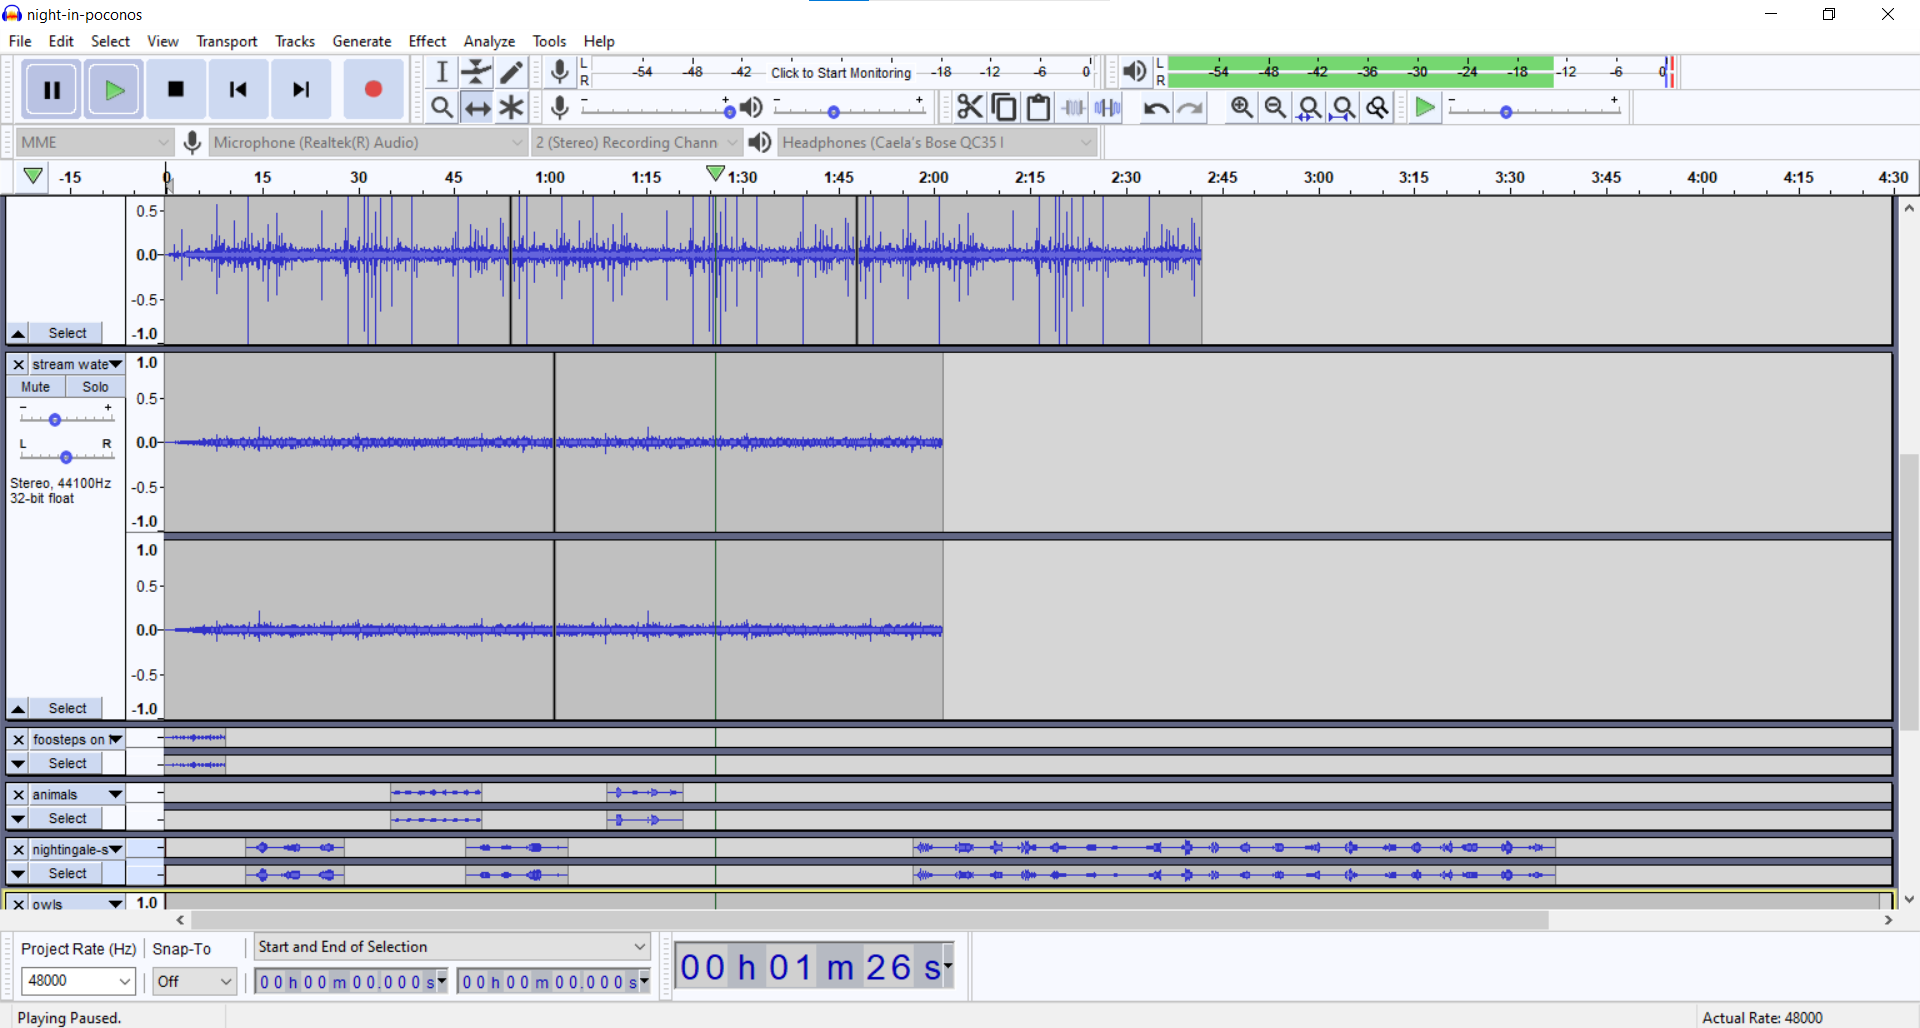 night-in-poconos
File Edit Select View Transport Tracks Generate Effect Analyze Tools Help
L R -54 -48 -42 Click to Start Monitoring -18 -12 -6 0
L R -54 -48 -42 -36 -30 -24 -18 -12 -6 0
- + - + - +
MME Microphone (Realtek(R) Audio) 2 (Stereo) Recording Chann Headphones (Caela's Bose QC35 I
-15 0 15 30 45 1:00 1:15 1:30 1:45 2:00 2:15 2:30 2:45 3:00 3:15 3:30 3:45 4:00 4:15 4:30
0.5
0.0
-0.5
Select -1.0
stream wate 1.0
Mute Solo
- + 0.5
L R 0.0
Stereo, 44100Hz
32-bit float -0.5
-1.0
1.0
0.5
0.0
-0.5
Select -1.0
foosteps on
Select
animals
Select
nightingale-s
Select
owls 1.0
Project Rate (Hz) Snap-To Start and End of Selection
48000 Off 00 h 00 m 00.000 s 00 h 00 m 00.000 s
00 h 01 m 26 s
Playing Paused. Actual Rate: 48000